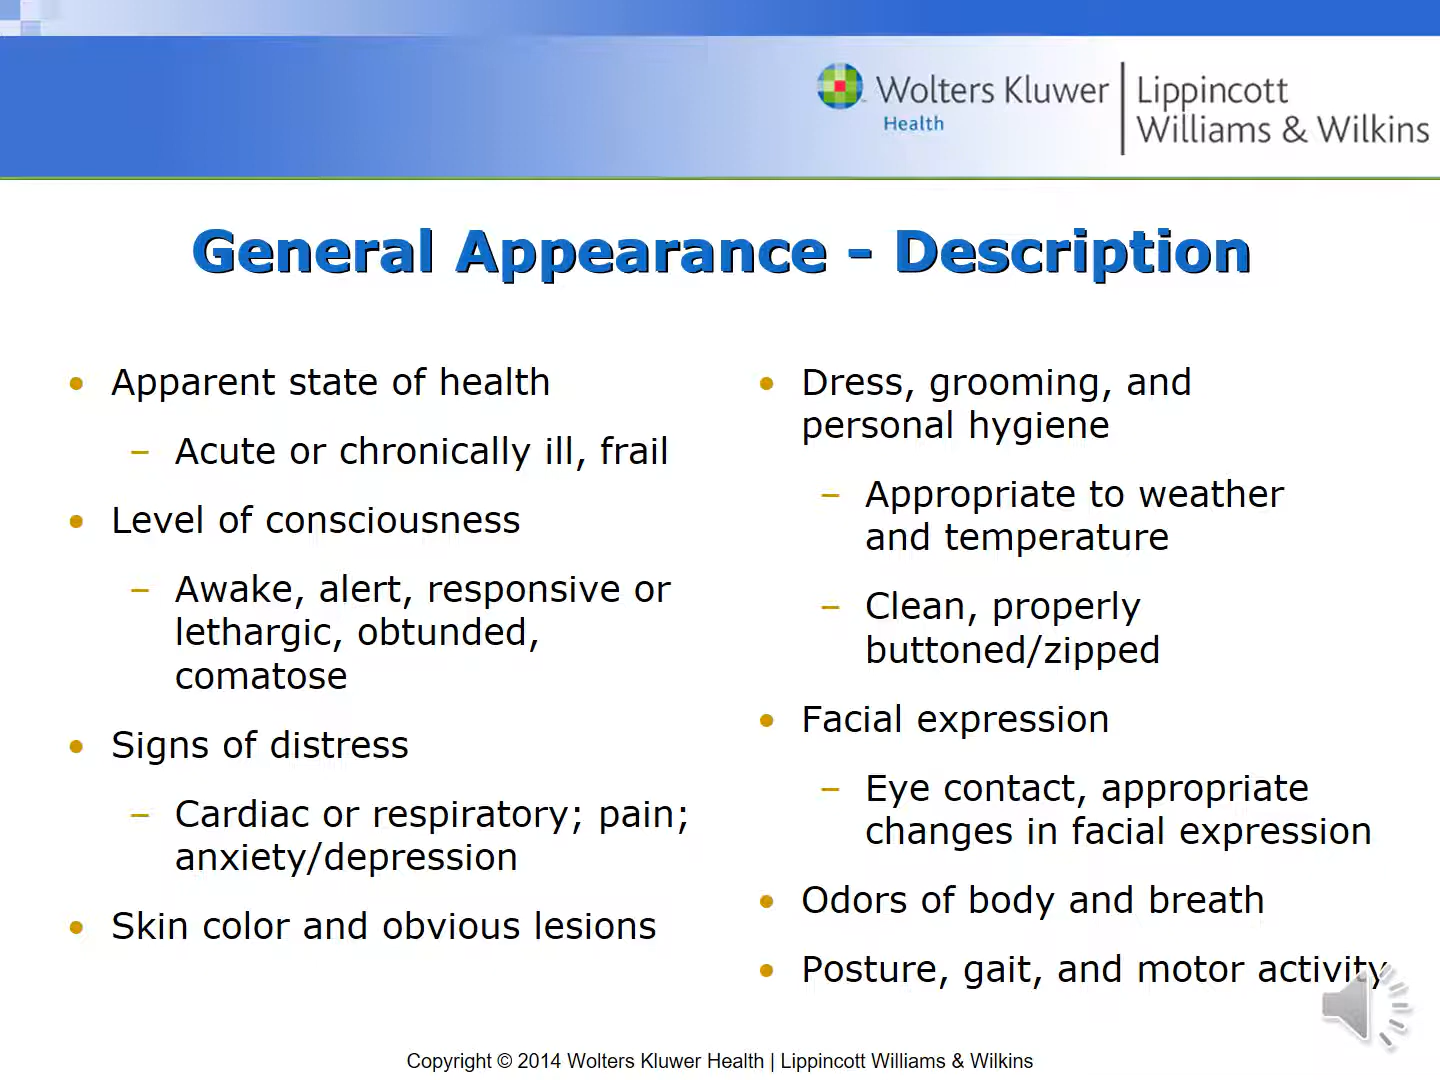 Wolters Kluwer
Health
Lippincott
Williams & Wilkins
General Appearance - Description
• Apparent state of health
– Acute or chronically ill, frail
• Level of consciousness
– Awake, alert, responsive or
lethargic, obtunded,
comatose
• Signs of distress
– Cardiac or respiratory; pain;
anxiety/depression
• Skin color and obvious lesions
• Dress, grooming, and
personal hygiene
– Appropriate to weather
and temperature
– Clean, properly
buttoned/zipped
• Facial expression
– Eye contact, appropriate
changes in facial expression
• Odors of body and breath
• Posture, gait, and motor activity
Copyright © 2014 Wolters Kluwer Health | Lippincott Williams & Wilkins